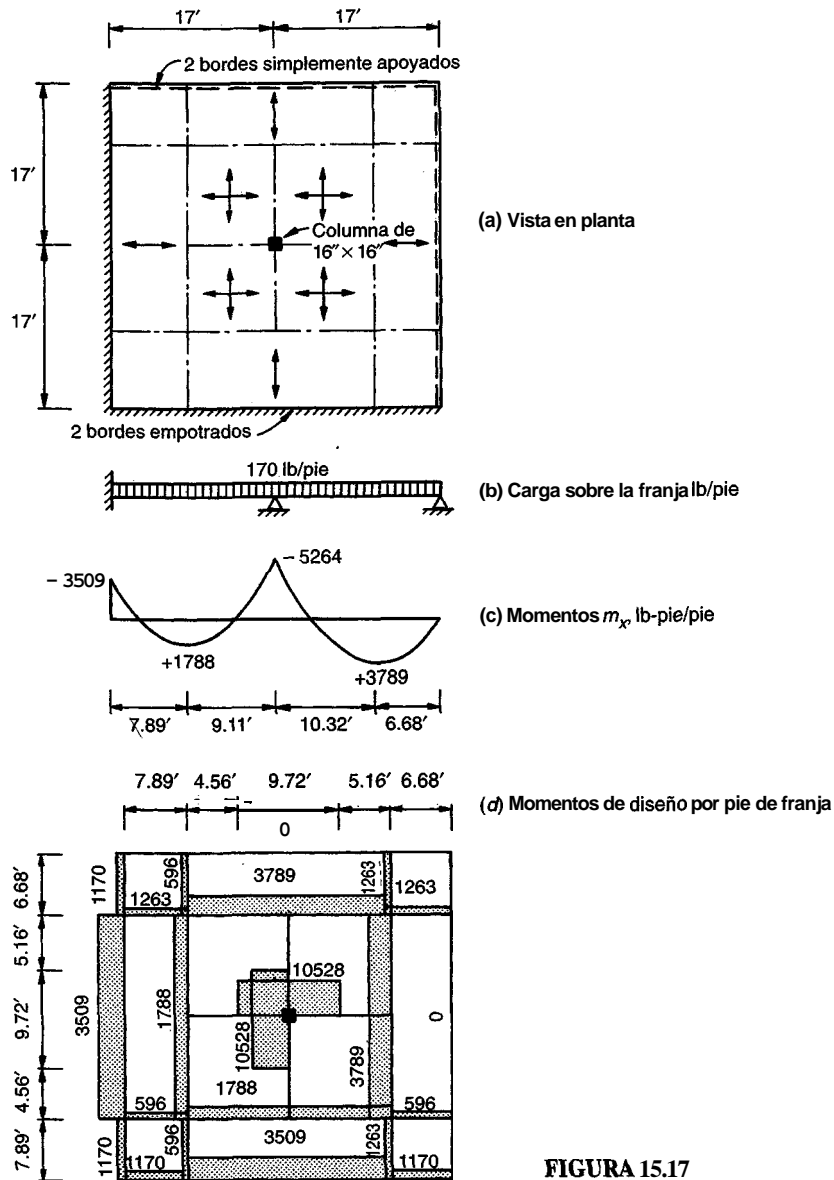 17′ 17′
2 bordes simplemente apoyados
17′
Columna de
16″ × 16″
(a) Vista en planta
17′
2 bordes empotrados
170 lb/pie
(b) Carga sobre la franja lb/pie
− 5264
− 3509
(c) Momentos mx, lb-pie/pie
+1788
+3789
7.89′ 9.11′ 10.32′ 6.68′
7.89′ 4.56′ 9.72′ 5.16′ 6.68′
(d) Momentos de diseño por pie de franja
0
6.68′ 1170 596 3789 1263 1263
1263
5.16′
10528
9.72′ 3509 1788 0
10528 3789
4.56′ 1788
596 596
7.89′ 1170 596 3509 1263
1170 1170
FIGURA 15.17